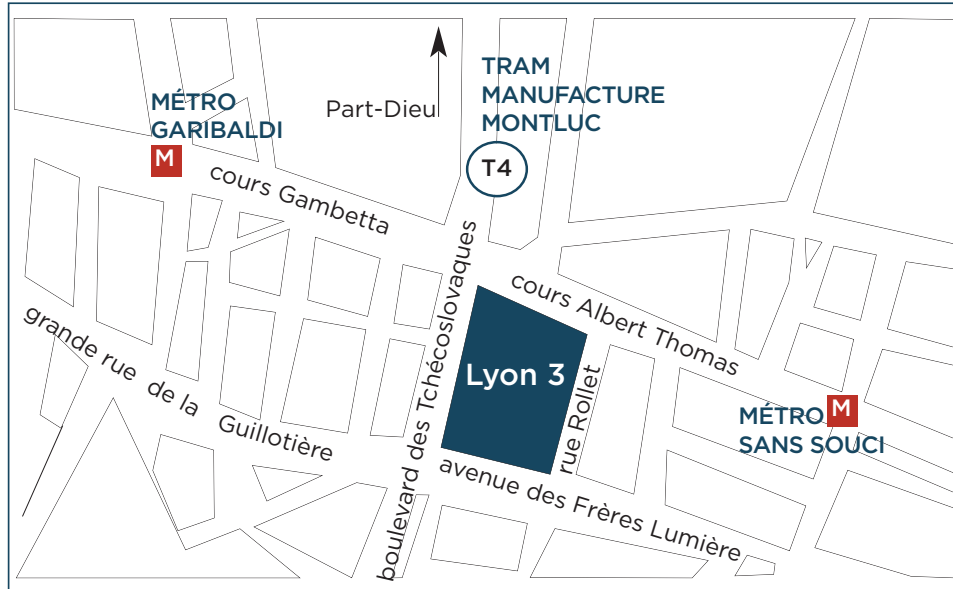 TRAM
MANUFACTURE
MONTLUC
T4
Part-Dieu
MÉTRO
GARIBALDI
M
cours Gambetta
boulevard des Tchécoslovaques
cours Albert Thomas
grande rue de la Guillotière
Lyon 3
rue Rollet
MÉTRO
SANS SOUCI
M
avenue des Frères Lumière